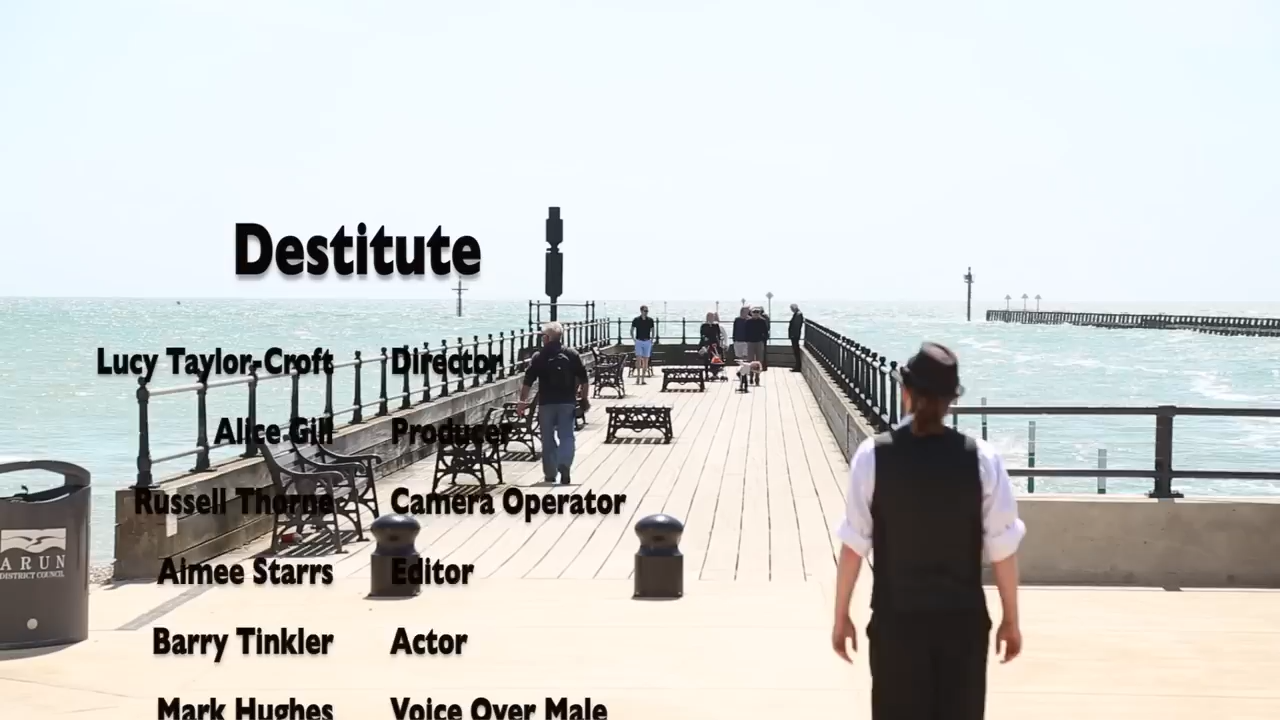 Destitute
Lucy Taylor-Croft Director
Alice Gill Producer
Russell Thorne Camera Operator
Aimee Starrs Editor
ARUN
DISTRICT COUNCIL
Barry Tinkler Actor
Mark Hughes Voice Over Male